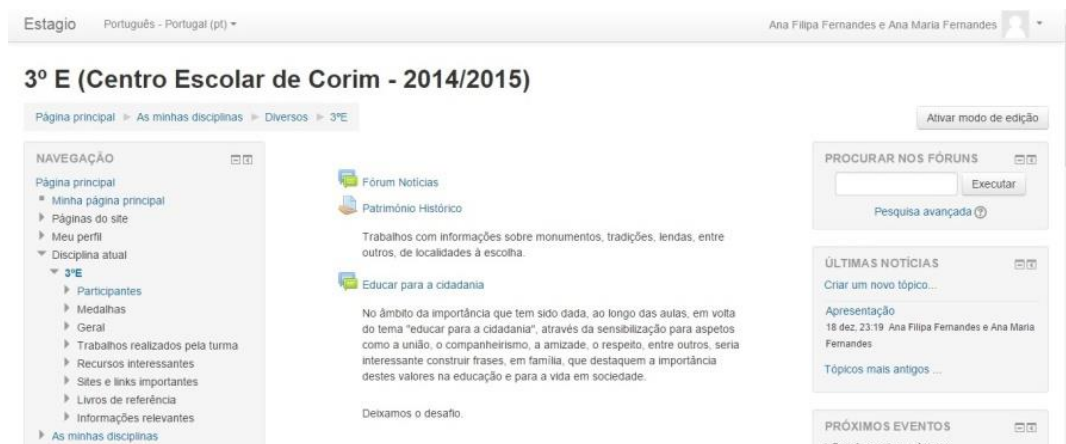 Estagio Português - Portugal (pt)
Ana Filipa Fernandes e Ana Maria Fernandes
3º E (Centro Escolar de Corim - 2014/2015)
Página principal As minhas disciplinas Diversos 3ºE
Ativar modo de edição
NAVEGAÇÃO
Página principal
Minha página principal
Páginas do site
Meu perfil
Disciplina atual
3ºE
Participantes
Medalhas
Geral
Trabalhos realizados pela turma
Recursos interessantes
Sites e links importantes
Livros de referência
Informações relevantes
As minhas disciplinas
Fórum Notícias
Património Histórico
Trabalhos com informações sobre monumentos, tradições, lendas, entre
outros, de localidades à escolha.
Educar para a cidadania
No âmbito da importância que tem sido dada, ao longo das aulas, em volta
do tema "educar para a cidadania", através da sensibilização para aspetos
como a união, o companheirismo, a amizade, o respeito, entre outros, seria
interessante construir frases, em família, que destaquem a importância
destes valores na educação e para a vida em sociedade.
Deixamos o desafio.
PROCURAR NOS FÓRUNS
Executar
Pesquisa avançada
ÚLTIMAS NOTÍCIAS
Criar um novo tópico...
Apresentação
18 dez, 23:19 Ana Filipa Fernandes e Ana Maria
Fernandes
Tópicos mais antigos ...
PRÓXIMOS EVENTOS